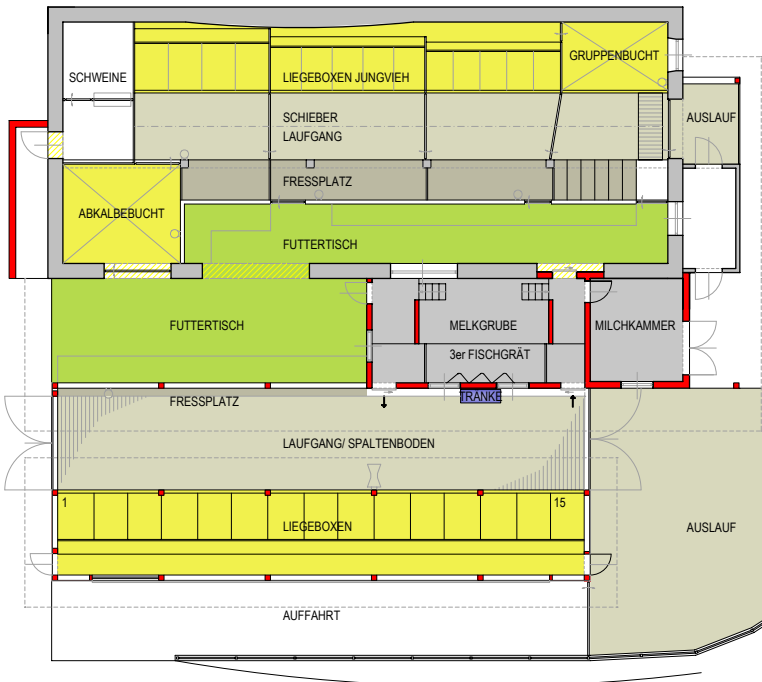 SCHWEINE
LIEGEBOXEN JUNGVIEH
GRUPPENBUCHT
SCHIEBER
LAUFGANG
AUSLAUF
FRESSPLATZ
ABKALBEBUCHT
FUTTERTISCH
FUTTERTISCH
MELKGRUBE
MILCHKAMMER
3er FISCHGRÄT
FRESSPLATZ
TRÄNKE
LAUFGANG/ SPALTENBODEN
1
15
LIEGEBOXEN
AUSLAUF
AUFFAHRT